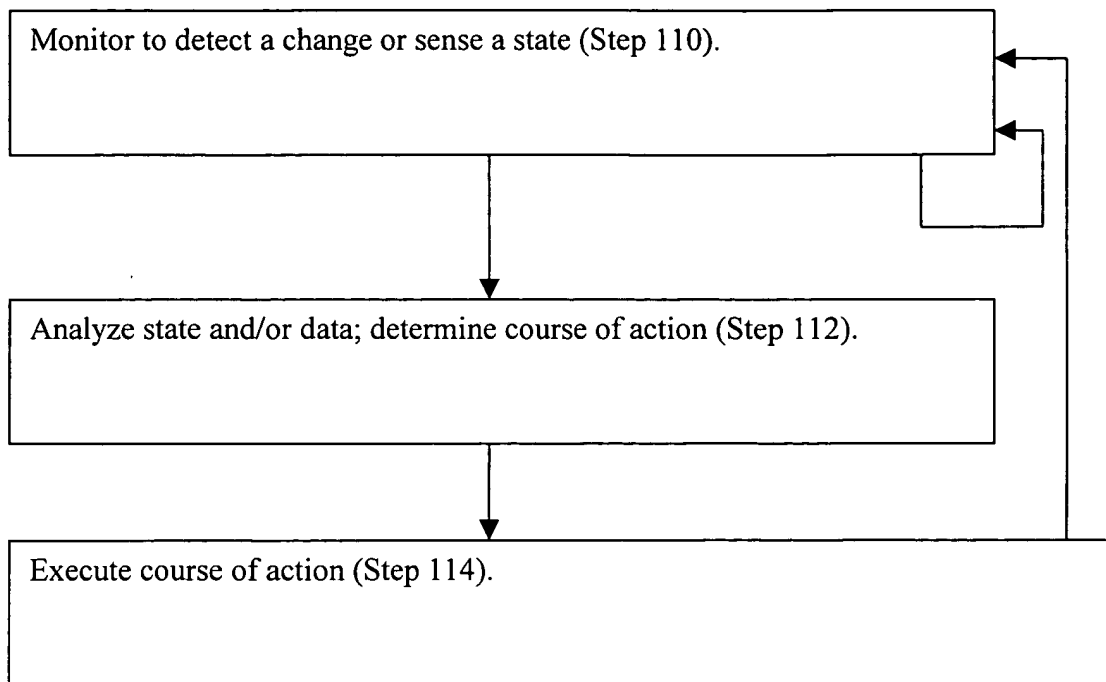 Monitor to detect a change or sense a state (Step 110).
Analyze state and/or data; determine course of action (Step 112).
Execute course of action (Step 114).